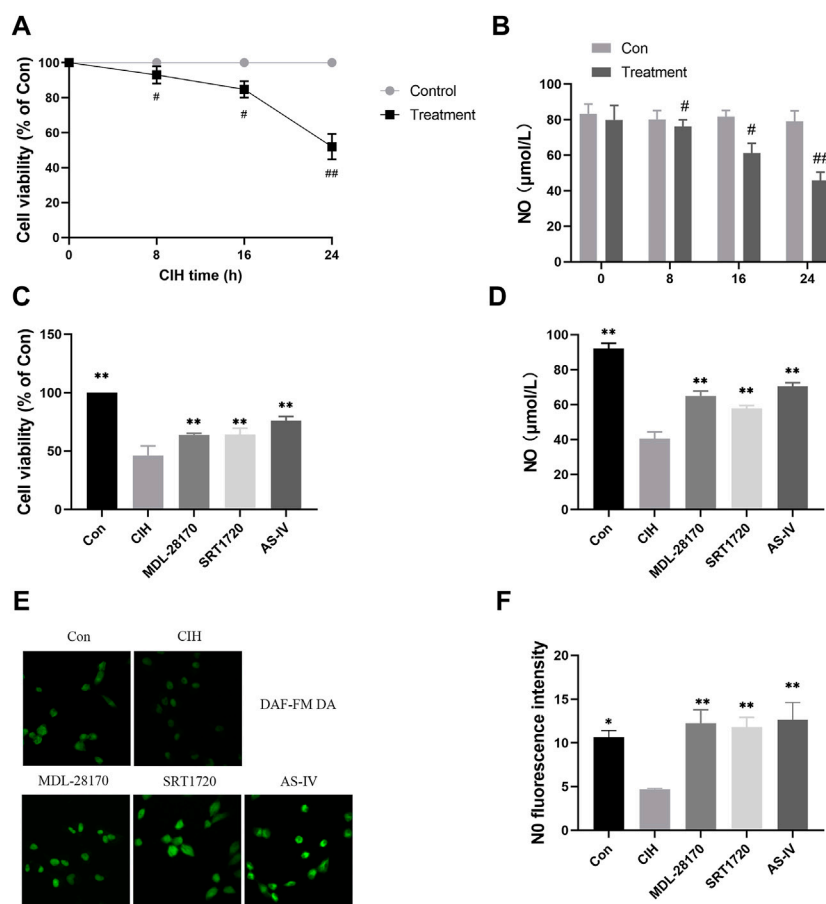 A
Cell viability (% of Con)
120
100
80
60
40
20
0
#
#
##
0
8
16
24
CIH time (h)
Control
Treatment
B
Con
Treatment
NO（μmol/L）
100
80
60
40
20
0
#
#
##
0
8
16
24
C
Cell viability (% of Con)
150
100
50
0
**
**
**
**
Con
CIH
MDL-28170
SRT1720
AS-IV
D
NO（μmol/L）
100
80
60
40
20
0
**
**
**
**
Con
CIH
MDL-28170
SRT1720
AS-IV
E
Con
CIH
DAF-FM DA
MDL-28170
SRT1720
AS-IV
F
N0 fluorescence intensity
20
15
10
5
0
*
**
**
**
Con
CIH
MDL-28170
SRT1720
AS-IV